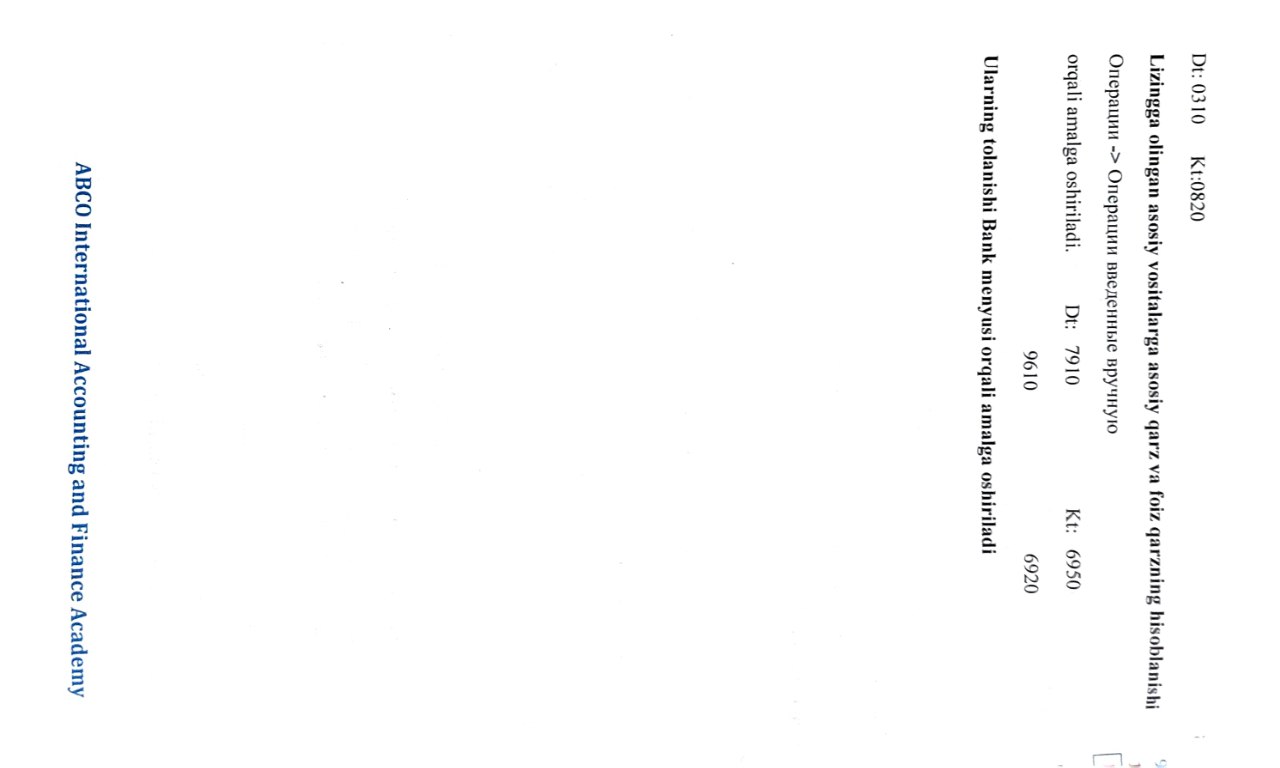 Dt: 0310 Kt:0820
Lizingga olingan asosiy vositalarga asosiy qarz va foiz qarzning hisoblanishi
Операции -> Операции введенные вручную
orqali amalga oshiriladi. Dt: 7910 Kt: 6950
9610 6920
Ularning tolanishi Bank menyusi orqali amalga oshiriladi
ABCO International Accounting and Finance Academy